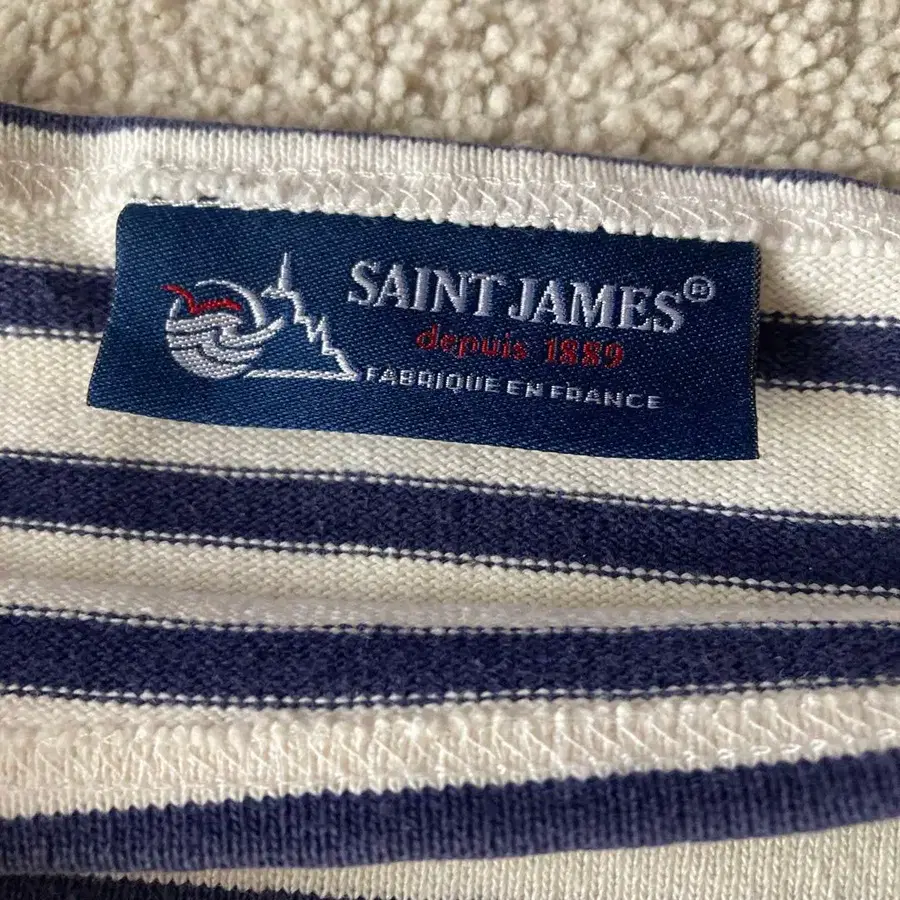 SAINT JAMES®
depuis 1889
FABRIQUE EN FRANCE